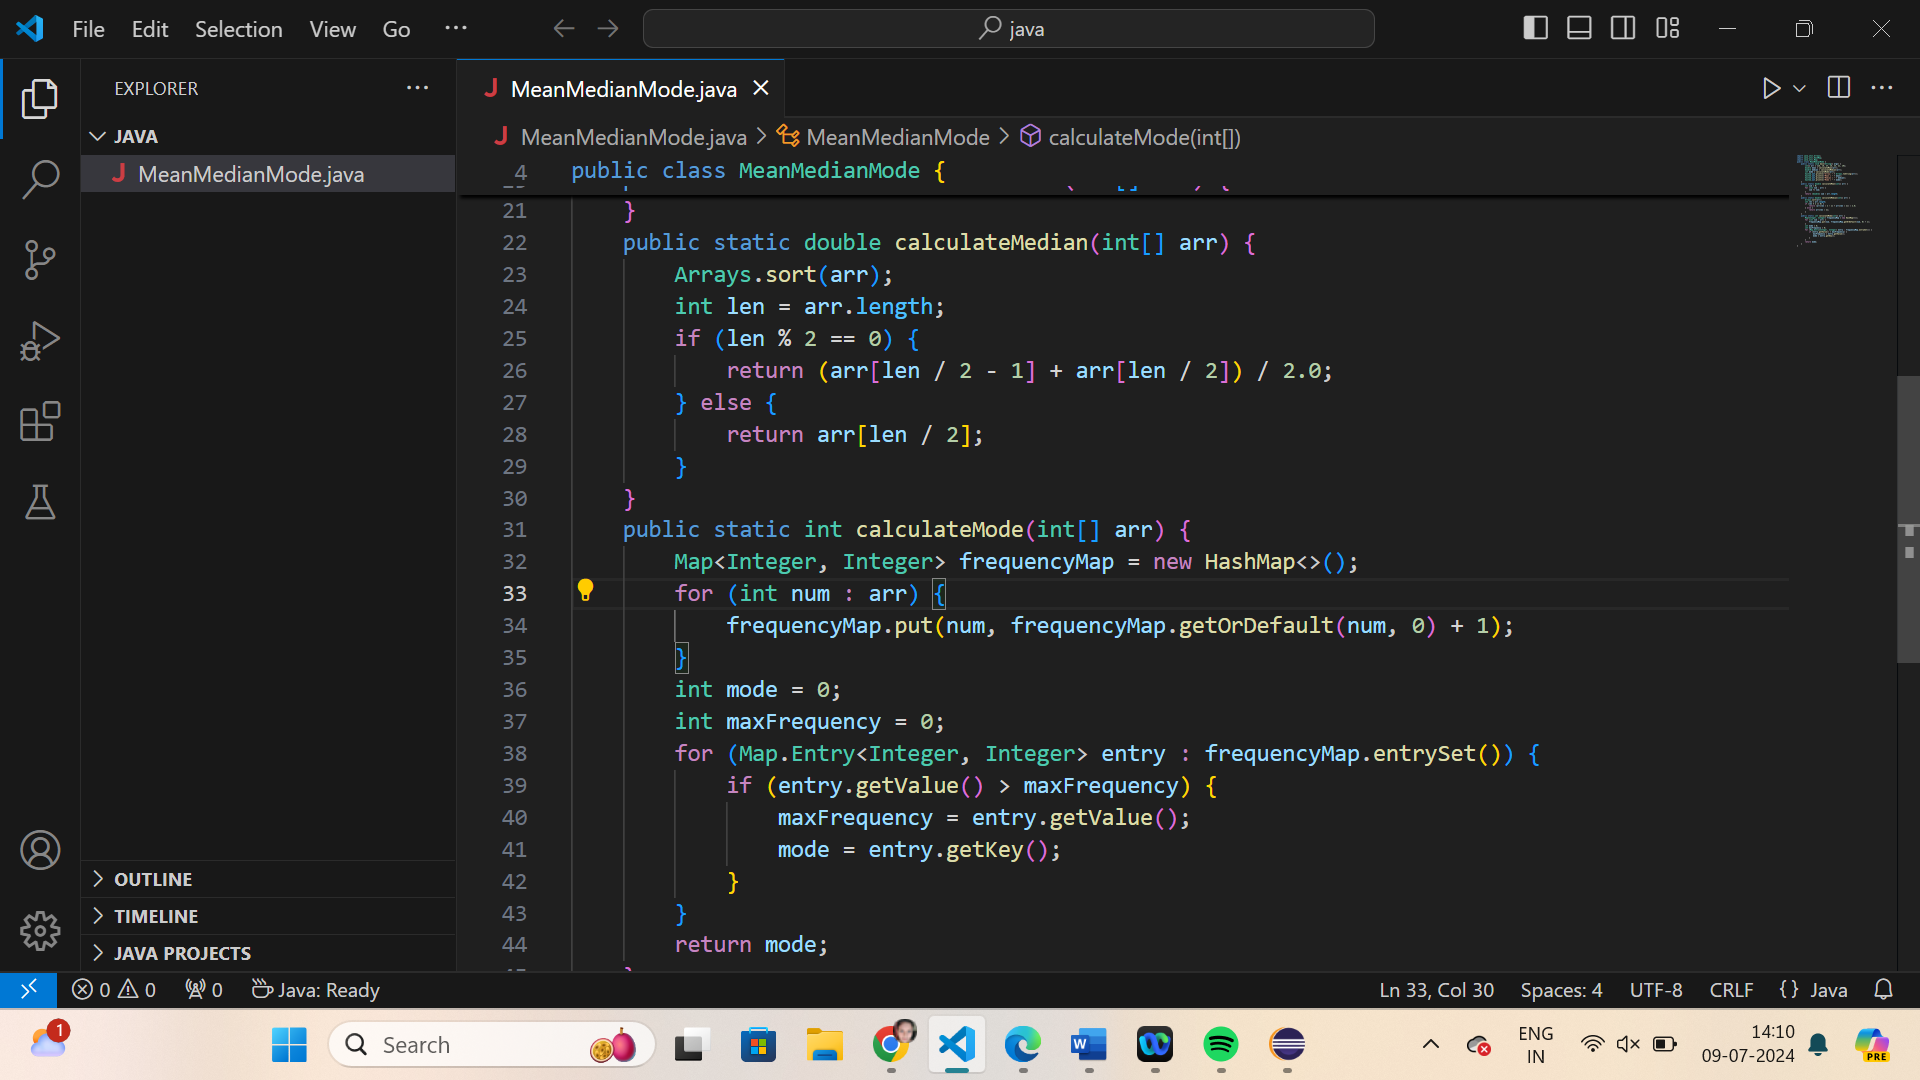 File Edit Selection View Go ...
java
EXPLORER
JAVA
MeanMedianMode.java
OUTLINE
TIMELINE
JAVA PROJECTS
MeanMedianMode.java
MeanMedianMode.java > MeanMedianMode > calculateMode(int[])
4 public class MeanMedianMode {
21 }
22 public static double calculateMedian(int[] arr) {
23 Arrays.sort(arr);
24 int len = arr.length;
25 if (len % 2 == 0) {
26 return (arr[len / 2 - 1] + arr[len / 2]) / 2.0;
27 } else {
28 return arr[len / 2];
29 }
30 }
31 public static int calculateMode(int[] arr) {
32 Map<Integer, Integer> frequencyMap = new HashMap<>();
33 for (int num : arr) {
34 frequencyMap.put(num, frequencyMap.getOrDefault(num, 0) + 1);
35 }
36 int mode = 0;
37 int maxFrequency = 0;
38 for (Map.Entry<Integer, Integer> entry : frequencyMap.entrySet()) {
39 if (entry.getValue() > maxFrequency) {
40 maxFrequency = entry.getValue();
41 mode = entry.getKey();
42 }
43 }
44 return mode;
0 0 0 Java: Ready
Ln 33, Col 30 Spaces: 4 UTF-8 CRLF {} Java
1
Search
ENG
IN
14:10
09-07-2024
PRE